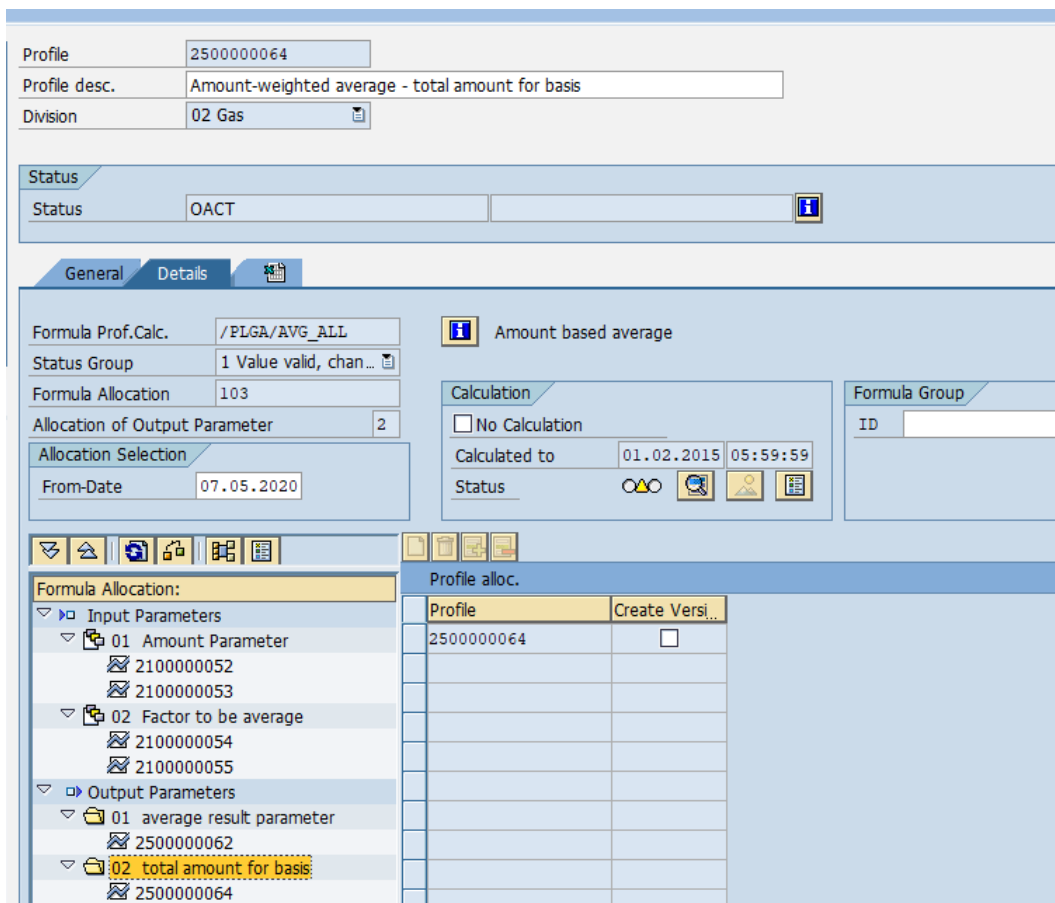 Profile 2500000064
Profile desc. Amount-weighted average - total amount for basis
Division 02 Gas
Status
Status OACT
General Details
Formula Prof.Calc. /PLGA/AVG_ALL Amount based average
Status Group 1 Value valid, chan...
Formula Allocation 103
Allocation of Output Parameter 2
Allocation Selection
From-Date 07.05.2020
Calculation
No Calculation
Calculated to 01.02.2015 05:59:59
Status
Formula Group
ID
Formula Allocation:
Input Parameters
01 Amount Parameter
2100000052
2100000053
02 Factor to be average
2100000054
2100000055
Output Parameters
01 average result parameter
2500000062
02 total amount for basis
2500000064
Profile alloc.
Profile Create Versi...
2500000064